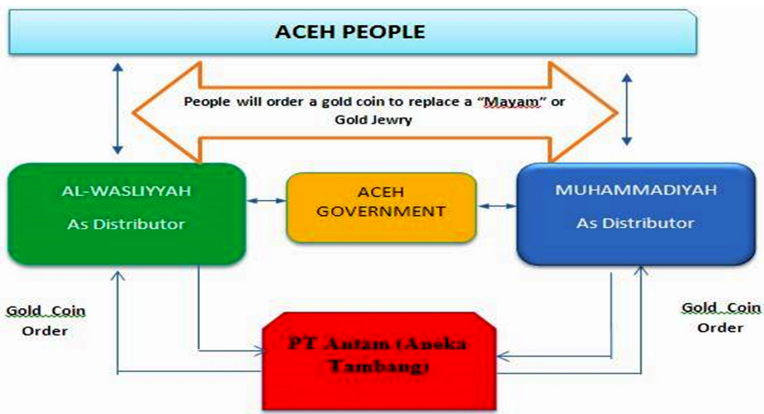 ACEH PEOPLE
People will order a gold coin to replace a “Mayam” or
Gold Jewry
AL-WASLIYYAH
As Distributor
ACEH
GOVERNMENT
MUHAMMADIYAH
As Distributor
Gold Coin
Order
Gold Coin
Order
PT Antam (Aneka
Tambang)